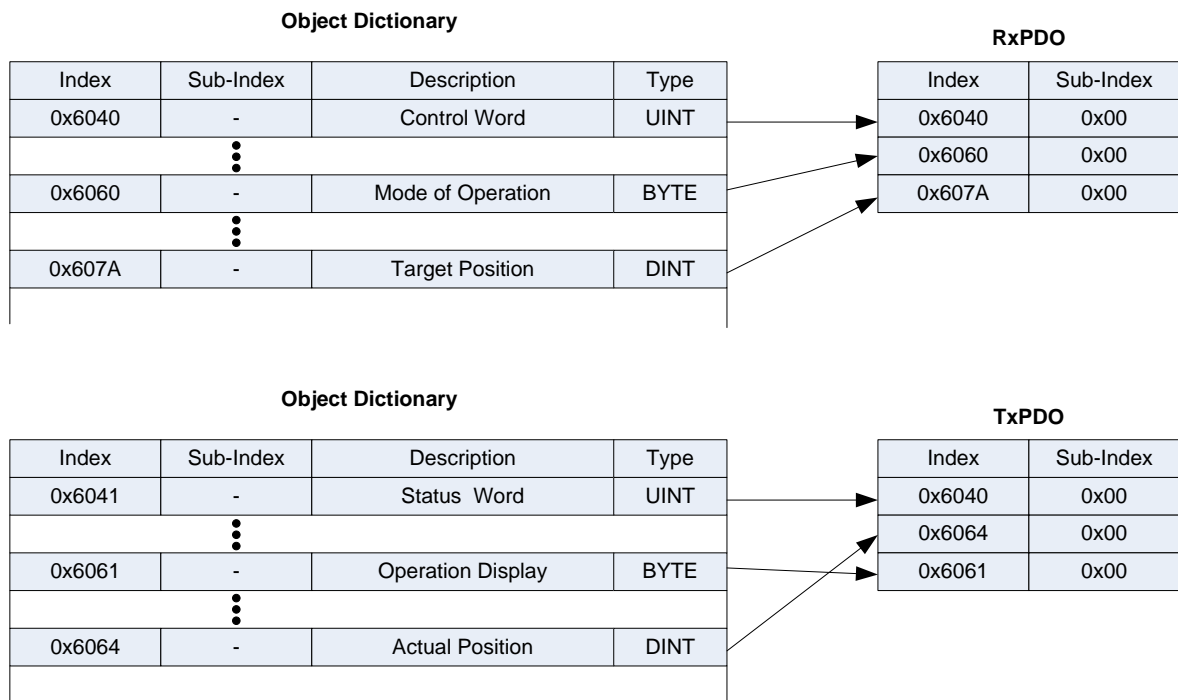 Object Dictionary
RxPDO
Index Sub-Index Description Type
0x6040 - Control Word UINT
0x6060 - Mode of Operation BYTE
0x607A - Target Position DINT
Index Sub-Index
0x6040 0x00
0x6060 0x00
0x607A 0x00
Object Dictionary
TxPDO
Index Sub-Index Description Type
0x6041 - Status Word UINT
0x6061 - Operation Display BYTE
0x6064 - Actual Position DINT
Index Sub-Index
0x6040 0x00
0x6064 0x00
0x6061 0x00